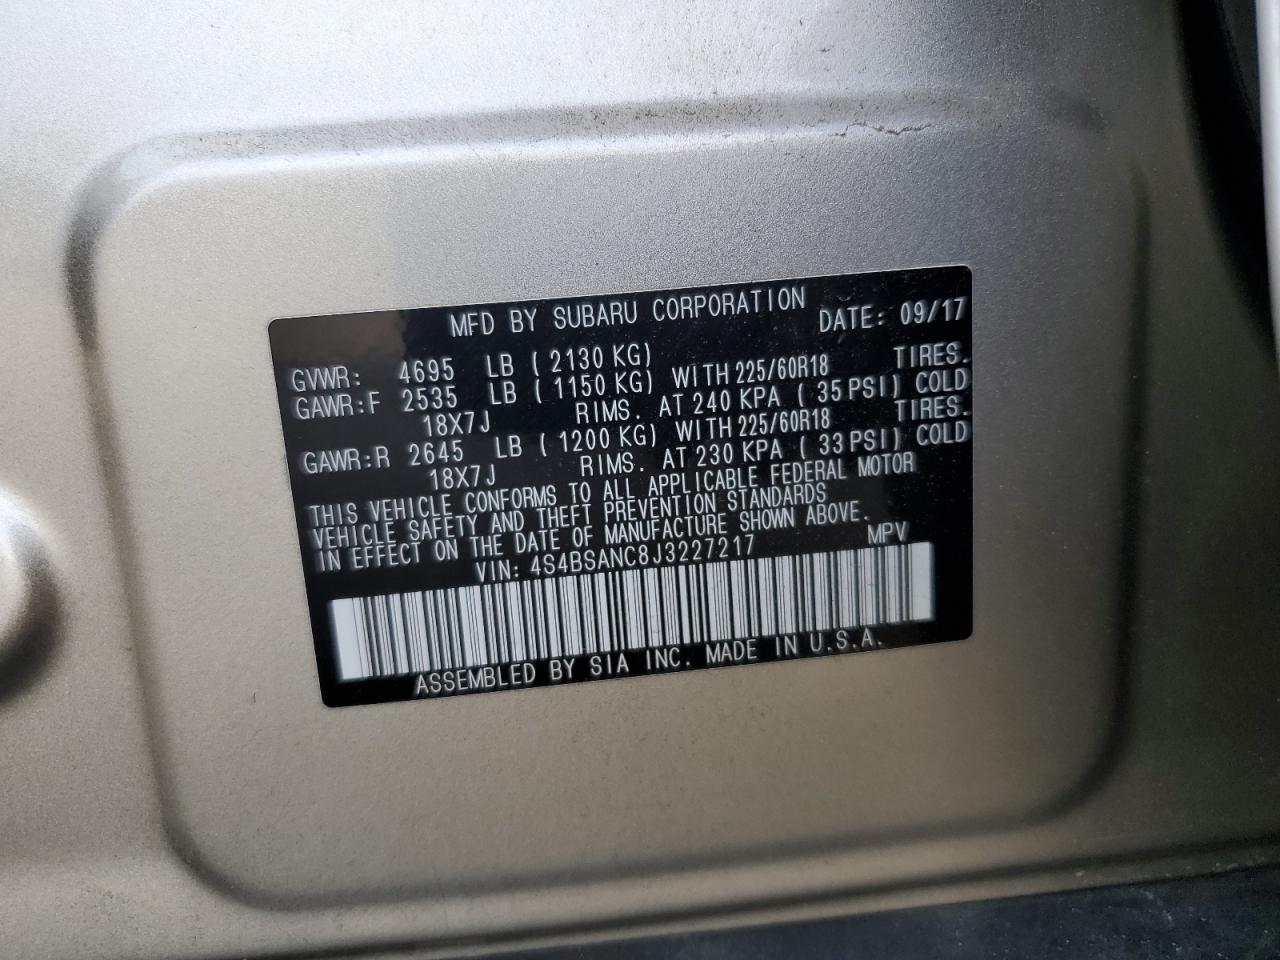 MFD BY SUBARU CORPORATION DATE: 09/17
GVWR: 4695 LB ( 2130 KG)
GAWR:F 2535 LB ( 1150 KG) WITH 225/60R18 TIRES.
18X7J RIMS. AT 240 KPA ( 35 PSI) COLD
GAWR:R 2645 LB ( 1200 KG) WITH 225/60R18 TIRES.
18X7J RIMS. AT 230 KPA ( 33 PSI) COLD
THIS VEHICLE CONFORMS TO ALL APPLICABLE FEDERAL MOTOR
VEHICLE SAFETY AND THEFT PREVENTION STANDARDS
IN EFFECT ON THE DATE OF MANUFACTURE SHOWN ABOVE.
VIN: 4S4BSANC8J3227217 MPV
ASSEMBLED BY SIA INC. MADE IN U.S.A.